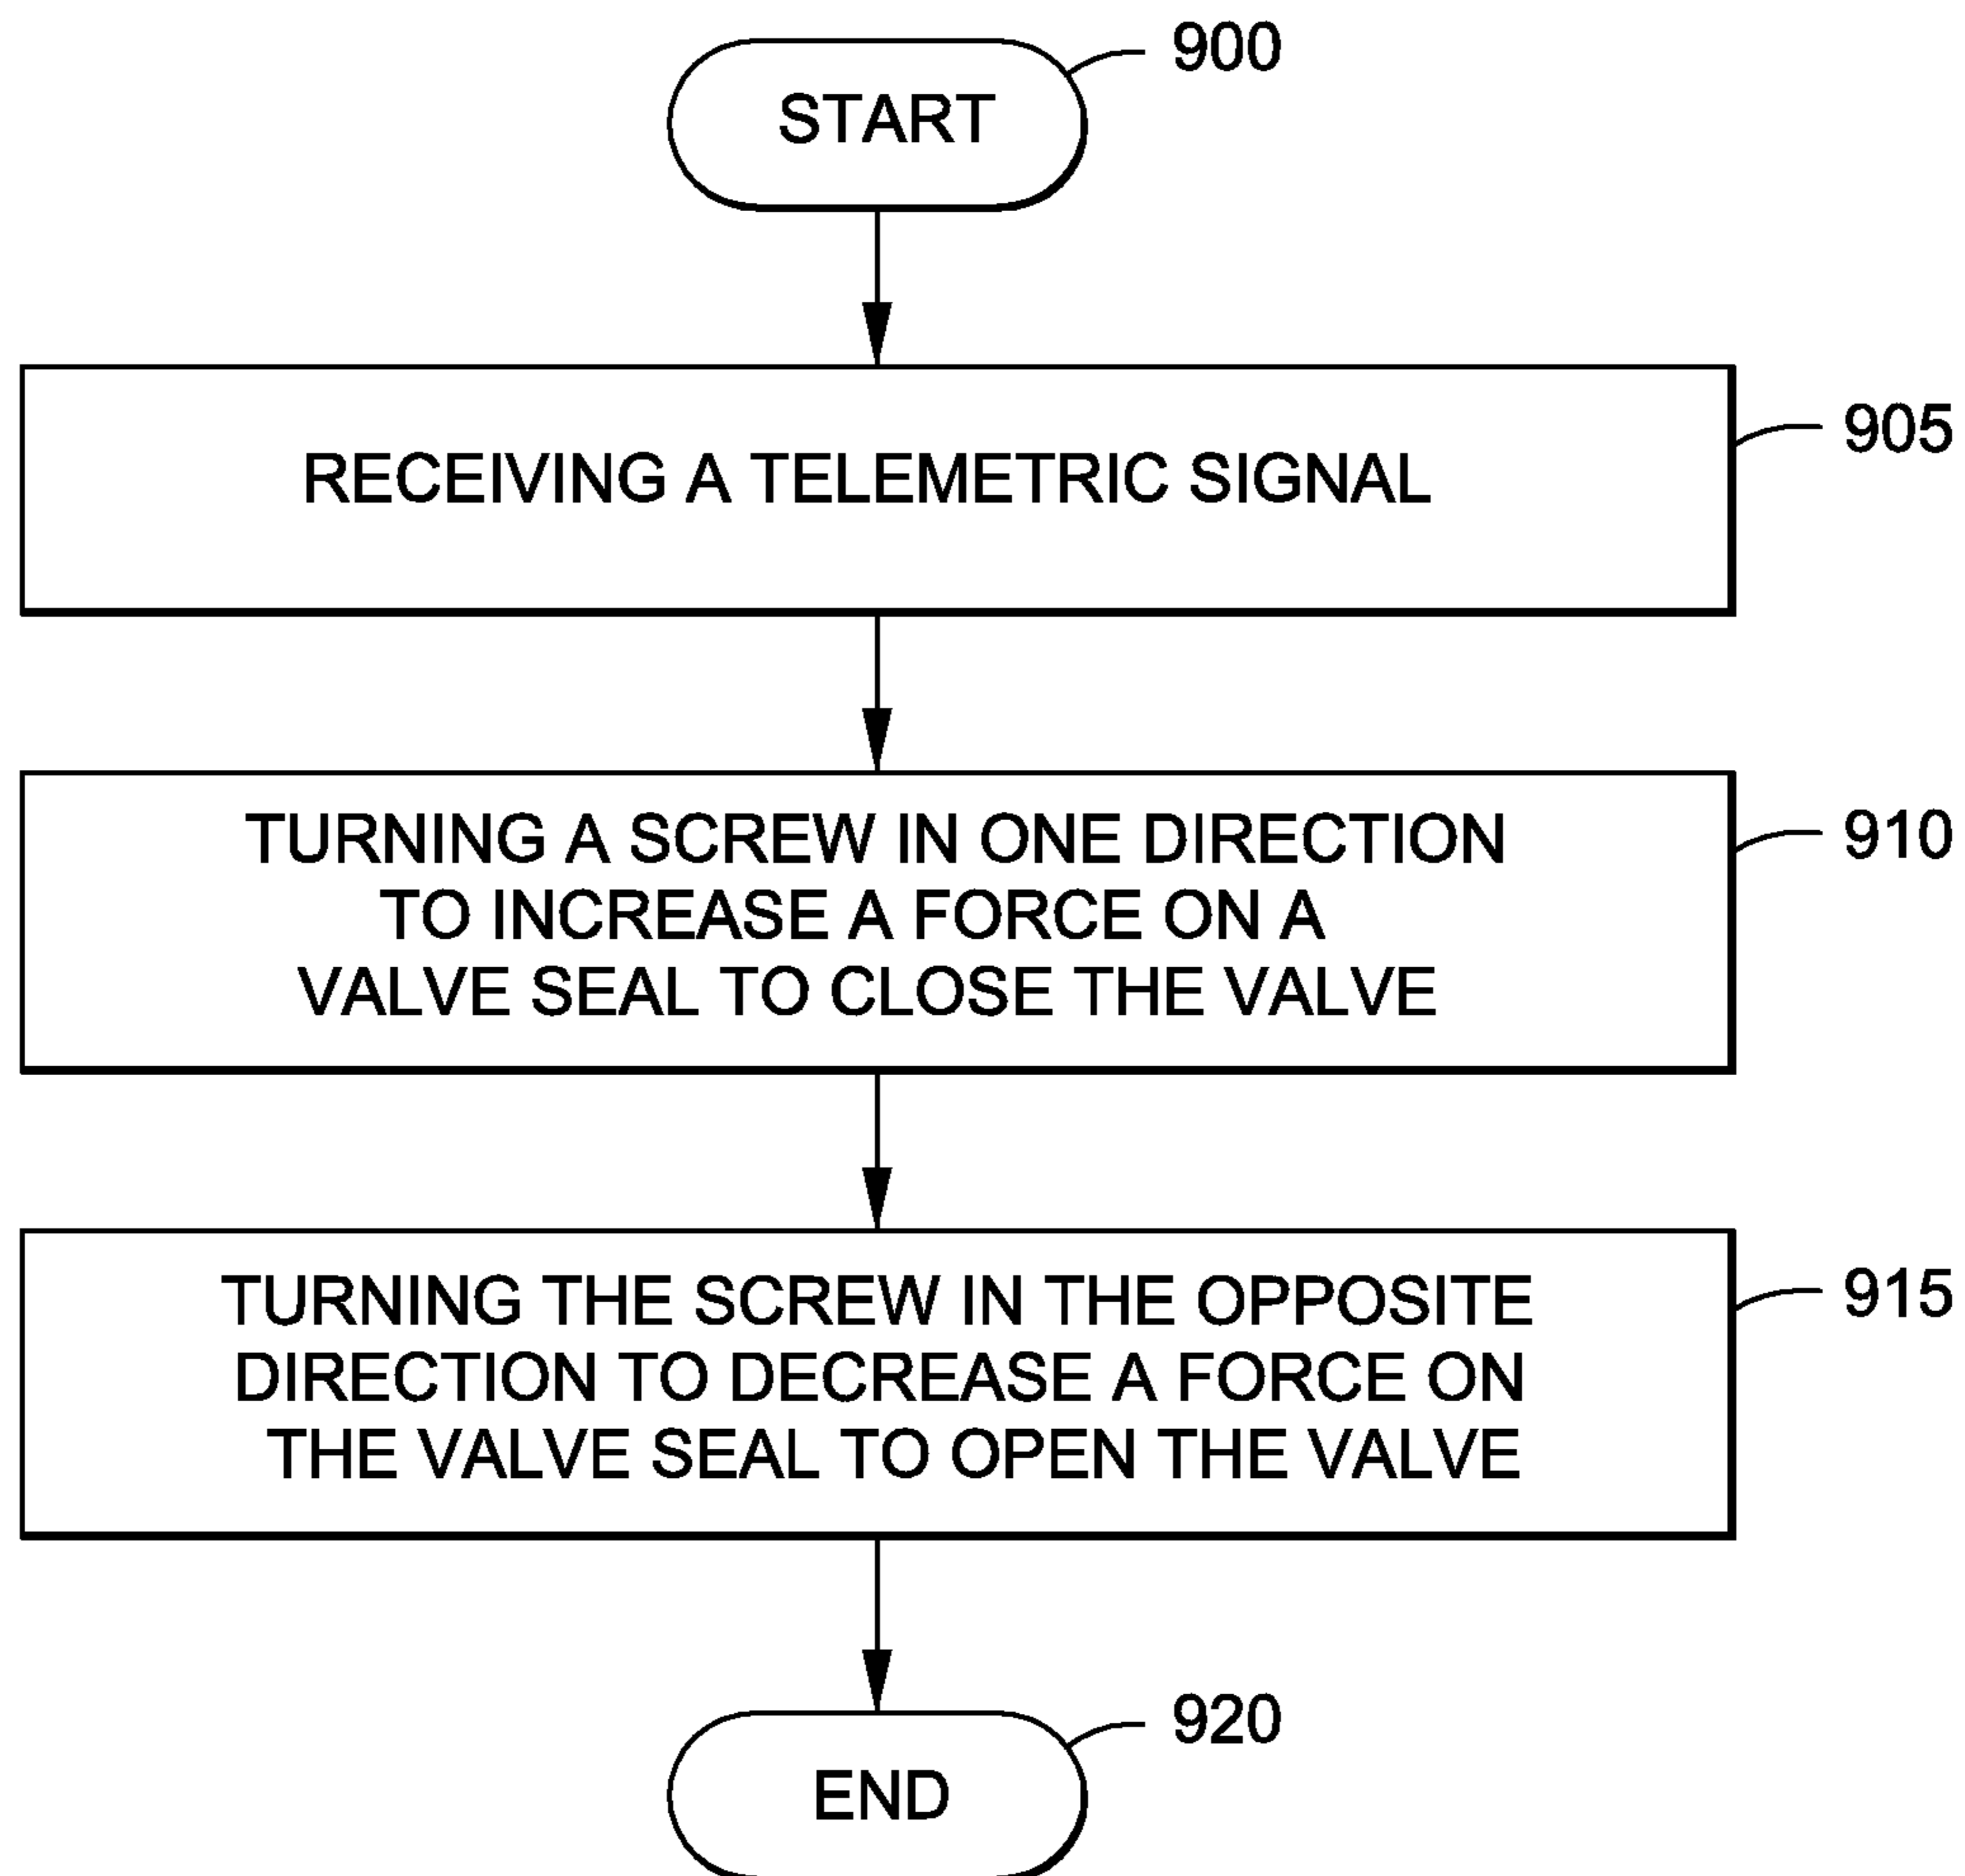 START
900
RECEIVING A TELEMETRIC SIGNAL
905
TURNING A SCREW IN ONE DIRECTION
TO INCREASE A FORCE ON A
VALVE SEAL TO CLOSE THE VALVE
910
TURNING THE SCREW IN THE OPPOSITE
DIRECTION TO DECREASE A FORCE ON
THE VALVE SEAL TO OPEN THE VALVE
915
END
920